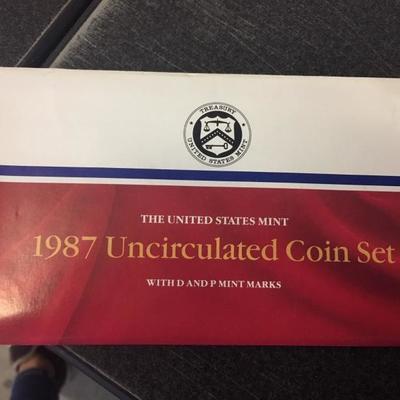 TREASURY
UNITED STATES MINT
THE UNITED STATES MINT
1987 Uncirculated Coin Set
WITH D AND P MINT MARKS